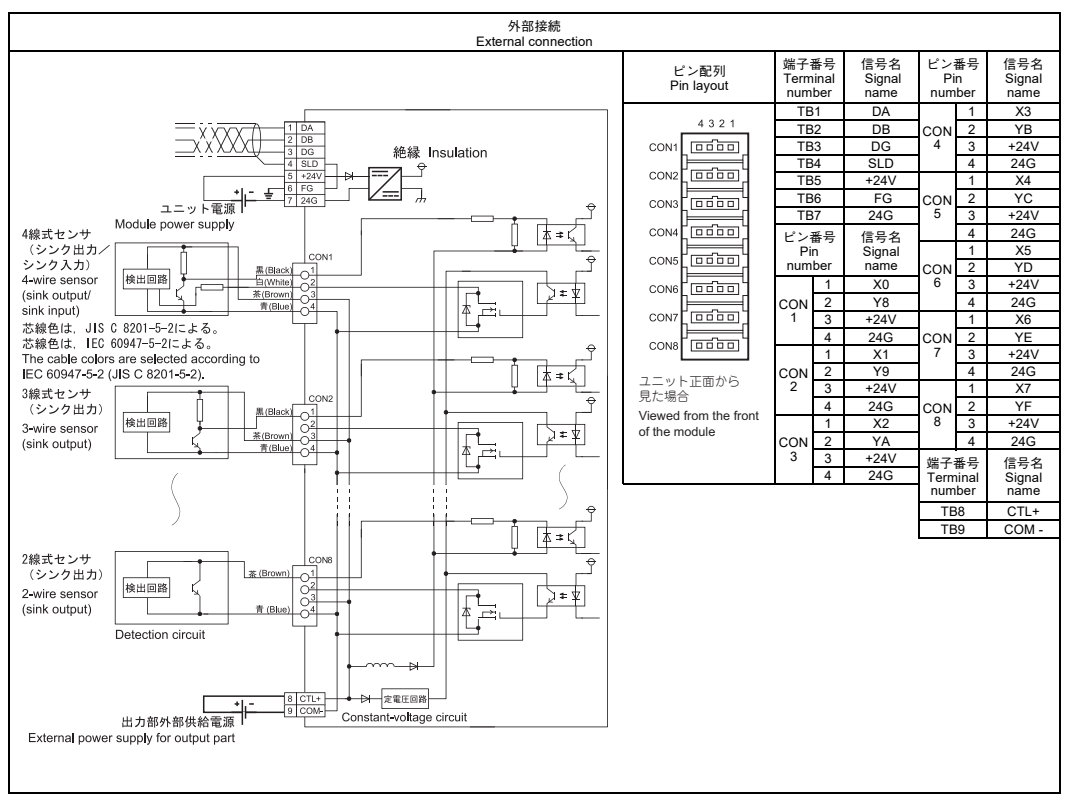 外部接続
External connection
1 DA
2 DB
3 DG
4 SLD
5 +24V
6 FG
7 24G
絶縁 Insulation
+ -
ユニット電源
Module power supply
4線式センサ
（シンク出力／
シンク入力）
4-wire sensor
(sink output/
sink input)
検出回路
CON1
黒(Black) 1
白(White) 2
茶(Brown) 3
青(Blue) 4
芯線色は，JIS C 8201-5-2による。
芯線色は，IEC 60947-5-2による。
The cable colors are selected according to
IEC 60947-5-2 (JIS C 8201-5-2).
3線式センサ
（シンク出力）
3-wire sensor
(sink output)
検出回路
CON2
黒(Black) 1
2
茶(Brown) 3
青(Blue) 4
2線式センサ
（シンク出力）
2-wire sensor
(sink output)
検出回路
CON8
茶(Brown) 1
2
3
青(Blue) 4
Detection circuit
8 CTL+
9 COM-
+ -
定電圧回路
Constant-voltage circuit
出力部外部供給電源
External power supply for output part
ピン配列
Pin layout
4 3 2 1
CON1
CON2
CON3
CON4
CON5
CON6
CON7
CON8
ユニット正面から
見た場合
Viewed from the front
of the module
端子番号
Terminal
number
信号名
Signal
name
TB1 DA
TB2 DB
TB3 DG
TB4 SLD
TB5 +24V
TB6 FG
TB7 24G
ピン番号
Pin
number
信号名
Signal
name
CON
1
1 X0
2 Y8
3 +24V
4 24G
CON
2
1 X1
2 Y9
3 +24V
4 24G
CON
3
1 X2
2 YA
3 +24V
4 24G
ピン番号
Pin
number
信号名
Signal
name
CON
4
1 X3
2 YB
3 +24V
4 24G
CON
5
1 X4
2 YC
3 +24V
4 24G
CON
6
1 X5
2 YD
3 +24V
4 24G
CON
7
1 X6
2 YE
3 +24V
4 24G
CON
8
1 X7
2 YF
3 +24V
4 24G
端子番号
Terminal
number
信号名
Signal
name
TB8 CTL+
TB9 COM -